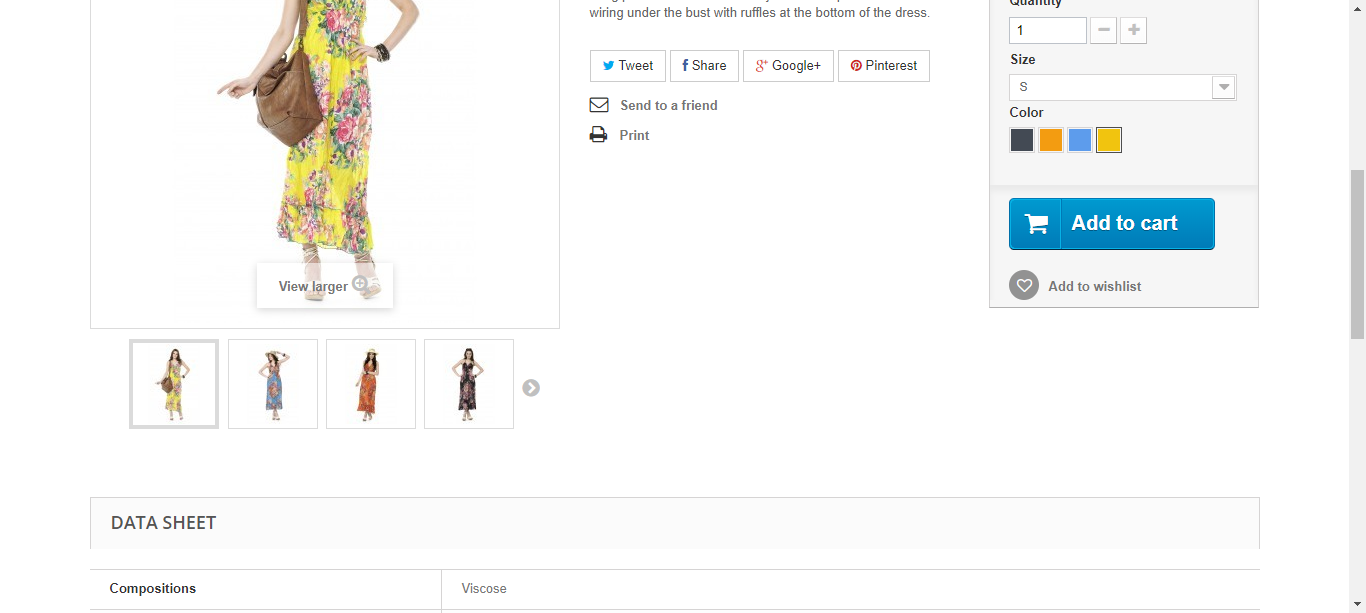 wiring under the bust with ruffles at the bottom of the dress.
Tweet
Share
Google+
Pinterest
Send to a friend
Print
View larger
Quantity
1
Size
S
Color
Add to cart
Add to wishlist
DATA SHEET
Compositions
Viscose